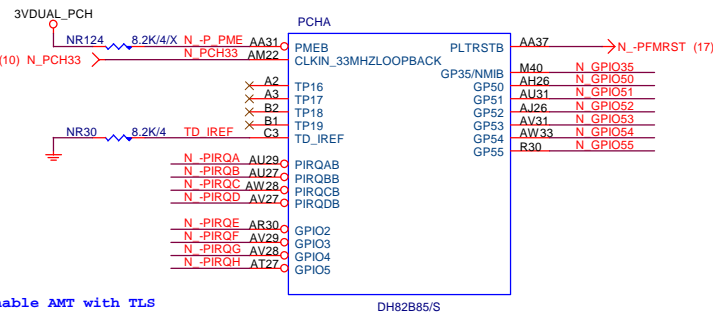 3VDUAL_PCH
PCHA
NR124 8.2K/4/X N_-P_PME AA31 PMEB PLTRSTB AA37 N_-PFMRST (17)
(10) N_PCH33 N_PCH33 AM22 CLKIN_33MHZLOOPBACK
GP35/NMIB M40 N_GPIO35
A2 TP16 GP50 AH26 N_GPIO50
A3 TP17 GP51 AU31 N_GPIO51
B2 TP18 GP52 AJ26 N_GPIO52
B1 TP19 GP53 AV31 N_GPIO53
NR30 8.2K/4 TD_IREF C3 TD_IREF GP54 AW33 N_GPIO54
GP55 R30 N_GPIO55
N_-PIRQA AU29 PIRQAB
N_-PIRQB AU27 PIRQBB
N_-PIRQC AW28 PIRQCB
N_-PIRQD AV27 PIRQDB
N_-PIRQE AR30 GPIO2
N_-PIRQF AV29 GPIO3
N_-PIRQG AV28 GPIO4
N_-PIRQH AT27 GPIO5
nable AMT with TLS
DH82B85/S